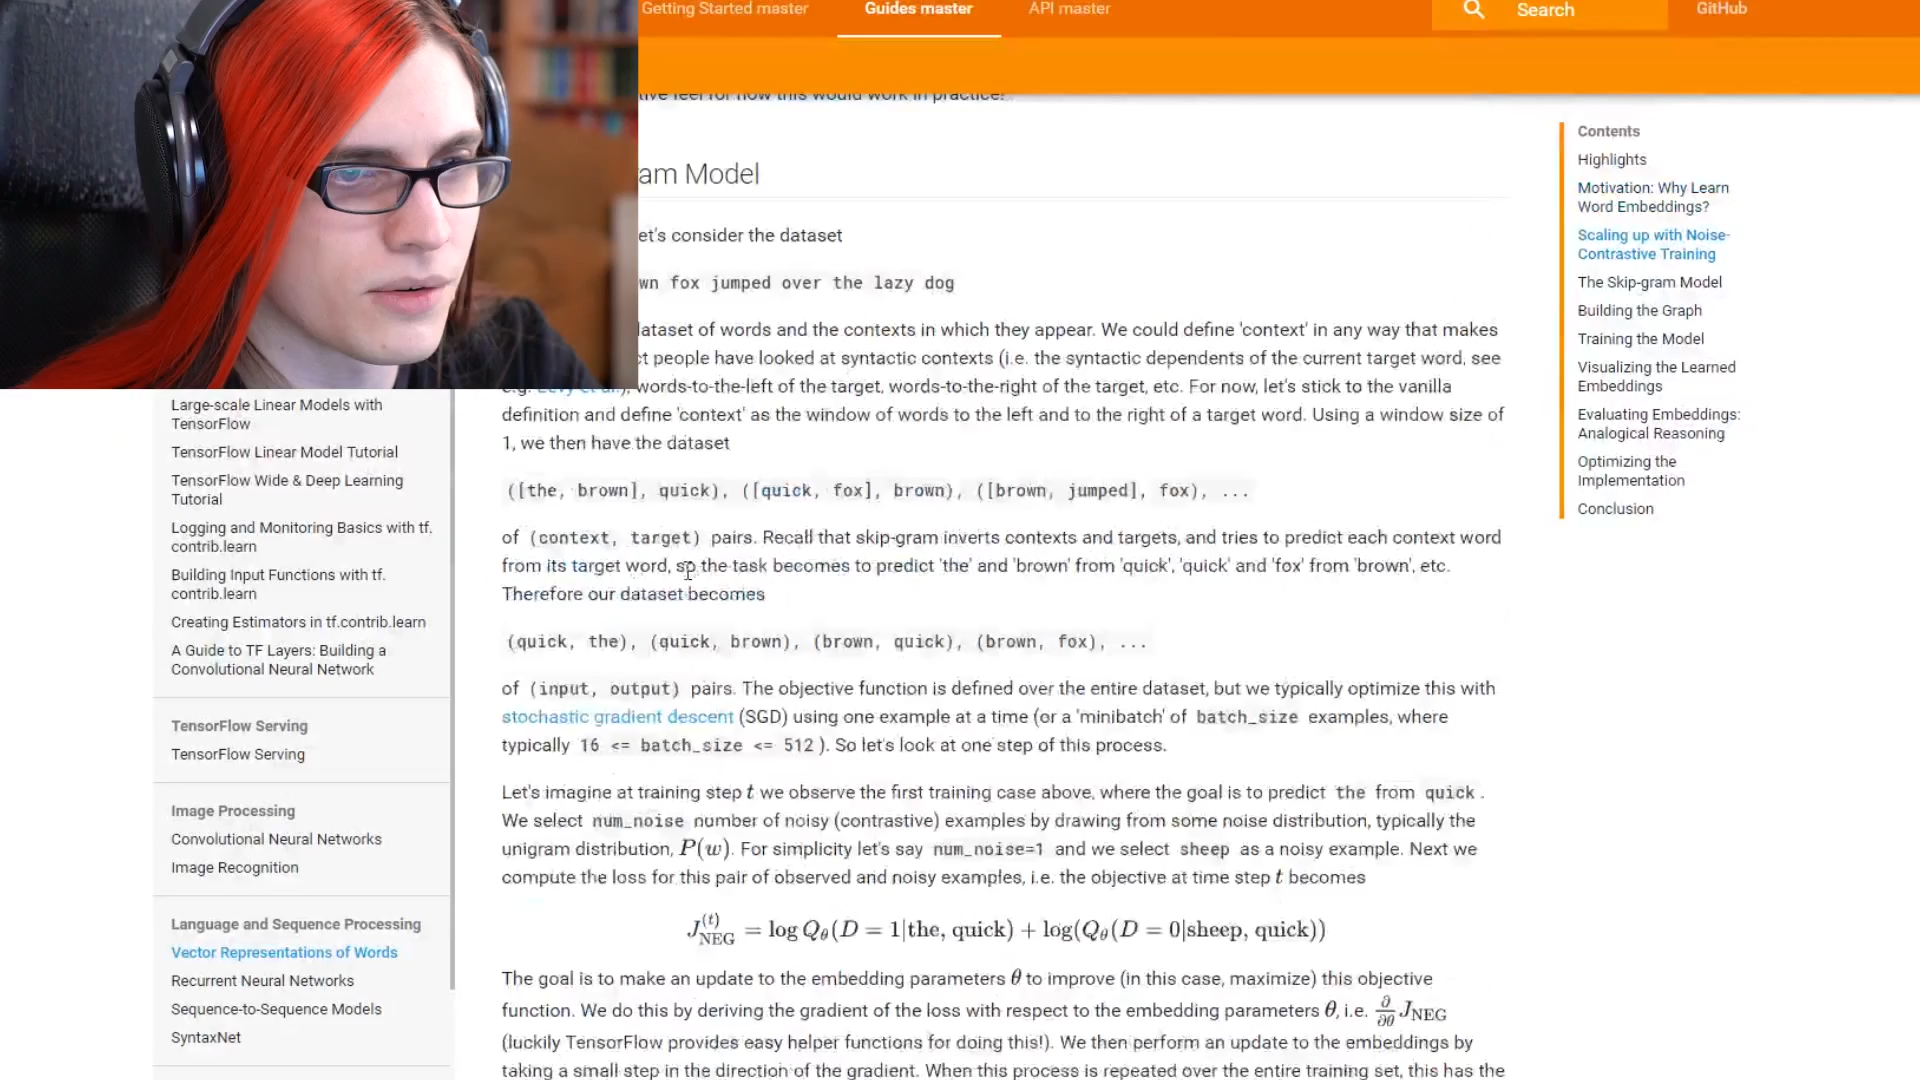 Getting Started master
Guides master
API master
Search
GitHub
tive feel for how this would work in practice!
am Model
et's consider the dataset
wn fox jumped over the lazy dog
ataset of words and the contexts in which they appear. We could define 'context' in any way that makes
ct people have looked at syntactic contexts (i.e. the syntactic dependents of the current target word, see
e.g. Levy et al.), words-to-the-left of the target, words-to-the-right of the target, etc. For now, let's stick to the vanilla
definition and define 'context' as the window of words to the left and to the right of a target word. Using a window size of
1, we then have the dataset
([the, brown], quick), ([quick, fox], brown), ([brown, jumped], fox), ...
of (context, target) pairs. Recall that skip-gram inverts contexts and targets, and tries to predict each context word
from its target word, so the task becomes to predict 'the' and 'brown' from 'quick', 'quick' and 'fox' from 'brown', etc.
Therefore our dataset becomes
(quick, the), (quick, brown), (brown, quick), (brown, fox), ...
of (input, output) pairs. The objective function is defined over the entire dataset, but we typically optimize this with
stochastic gradient descent (SGD) using one example at a time (or a 'minibatch' of batch_size examples, where
typically 16 <= batch_size <= 512 ). So let's look at one step of this process.
Let's imagine at training step t we observe the first training case above, where the goal is to predict the from quick .
We select num_noise number of noisy (contrastive) examples by drawing from some noise distribution, typically the
unigram distribution, P(w). For simplicity let's say num_noise=1 and we select sheep as a noisy example. Next we
compute the loss for this pair of observed and noisy examples, i.e. the objective at time step t becomes
J_NEG^(t) = log Q_θ(D = 1|the, quick) + log(Q_θ(D = 0|sheep, quick))
The goal is to make an update to the embedding parameters θ to improve (in this case, maximize) this objective
function. We do this by deriving the gradient of the loss with respect to the embedding parameters θ, i.e. ∂/∂θ J_NEG
(luckily TensorFlow provides easy helper functions for doing this!). We then perform an update to the embeddings by
taking a small step in the direction of the gradient. When this process is repeated over the entire training set, this has the
Large-scale Linear Models with
TensorFlow
TensorFlow Linear Model Tutorial
TensorFlow Wide & Deep Learning
Tutorial
Logging and Monitoring Basics with tf.
contrib.learn
Building Input Functions with tf.
contrib.learn
Creating Estimators in tf.contrib.learn
A Guide to TF Layers: Building a
Convolutional Neural Network
TensorFlow Serving
TensorFlow Serving
Image Processing
Convolutional Neural Networks
Image Recognition
Language and Sequence Processing
Vector Representations of Words
Recurrent Neural Networks
Sequence-to-Sequence Models
SyntaxNet
Contents
Highlights
Motivation: Why Learn
Word Embeddings?
Scaling up with Noise-
Contrastive Training
The Skip-gram Model
Building the Graph
Training the Model
Visualizing the Learned
Embeddings
Evaluating Embeddings:
Analogical Reasoning
Optimizing the
Implementation
Conclusion